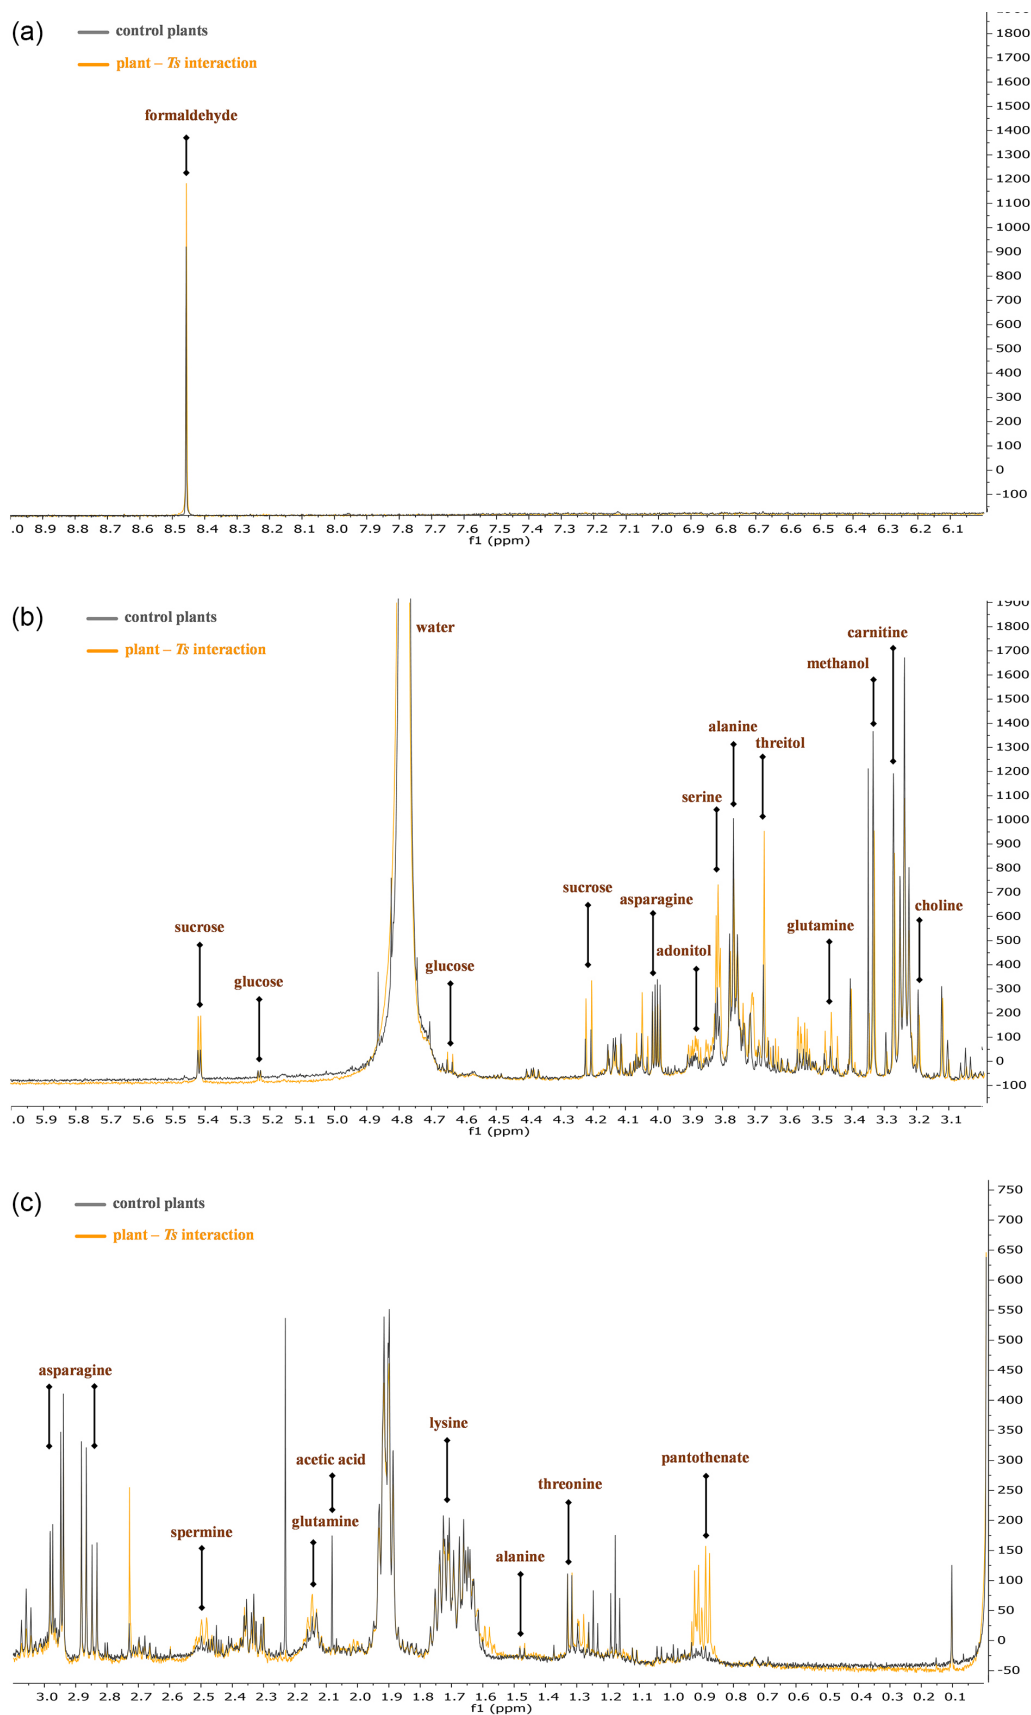 (a)
control plants
plant – Ts interaction
formaldehyde
1800
1700
1600
1500
1400
1300
1200
1100
1000
900
800
700
600
500
400
300
200
100
0
-100
.0 8.9 8.8 8.7 8.6 8.5 8.4 8.3 8.2 8.1 8.0 7.9 7.8 7.7 7.6 7.5 7.4 7.3 7.2 7.1 7.0 6.9 6.8 6.7 6.6 6.5 6.4 6.3 6.2 6.1
f1 (ppm)
(b)
control plants
plant – Ts interaction
water
carnitine
methanol
alanine
threitol
serine
sucrose
asparagine
choline
glutamine
sucrose
adonitol
glucose
glucose
1900
1800
1700
1600
1500
1400
1300
1200
1100
1000
900
800
700
600
500
400
300
200
100
0
-100
.0 5.9 5.8 5.7 5.6 5.5 5.4 5.3 5.2 5.1 5.0 4.9 4.8 4.7 4.6 4.5 4.4 4.3 4.2 4.1 4.0 3.9 3.8 3.7 3.6 3.5 3.4 3.3 3.2 3.1
f1 (ppm)
(c)
control plants
plant – Ts interaction
asparagine
lysine
acetic acid
pantothenate
threonine
glutamine
spermine
alanine
750
700
650
600
550
500
450
400
350
300
250
200
150
100
50
0
-50
3.0 2.9 2.8 2.7 2.6 2.5 2.4 2.3 2.2 2.1 2.0 1.9 1.8 1.7 1.6 1.5 1.4 1.3 1.2 1.1 1.0 0.9 0.8 0.7 0.6 0.5 0.4 0.3 0.2 0.1
f1 (ppm)